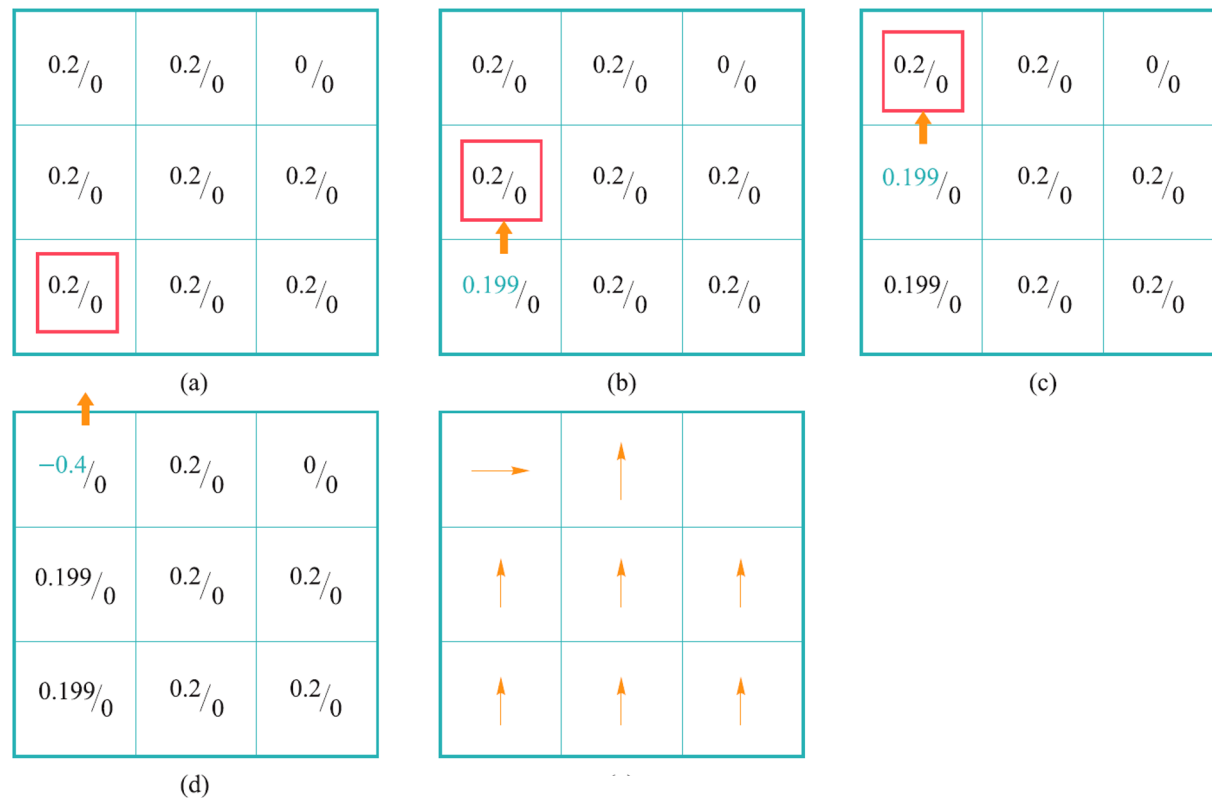 0.2/0 0.2/0 0/0 0.2/0 0.2/0 0/0 0.2/0 0.2/0 0/0
0.2/0 0.2/0 0.2/0 0.2/0 0.2/0 0.2/0 0.199/0 0.2/0 0.2/0
0.2/0 0.2/0 0.2/0 0.199/0 0.2/0 0.2/0 0.199/0 0.2/0 0.2/0
(a) (b) (c)
−0.4/0 0.2/0 0/0
0.199/0 0.2/0 0.2/0
0.199/0 0.2/0 0.2/0
(d)